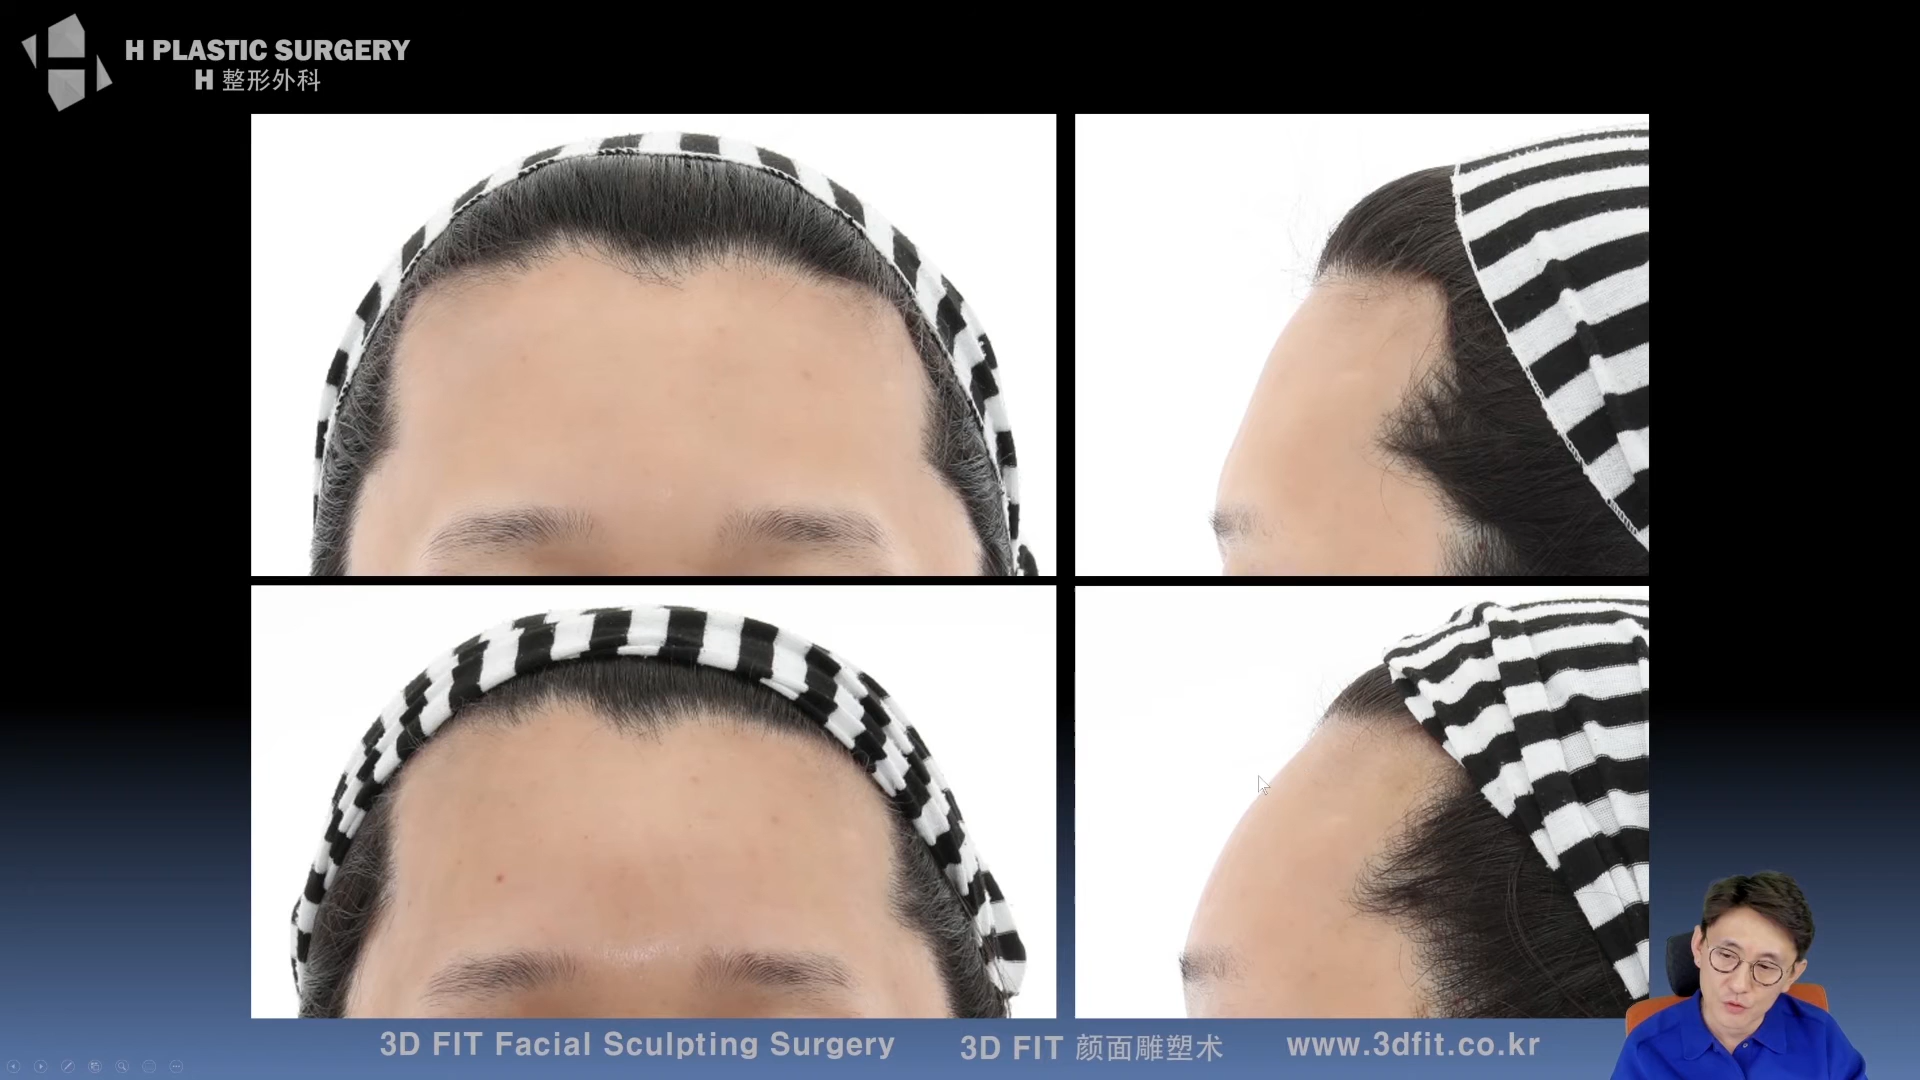 H PLASTIC SURGERY
H 整形外科
3D FIT Facial Sculpting Surgery 3D FIT 颜面雕塑术 www.3dfit.co.kr